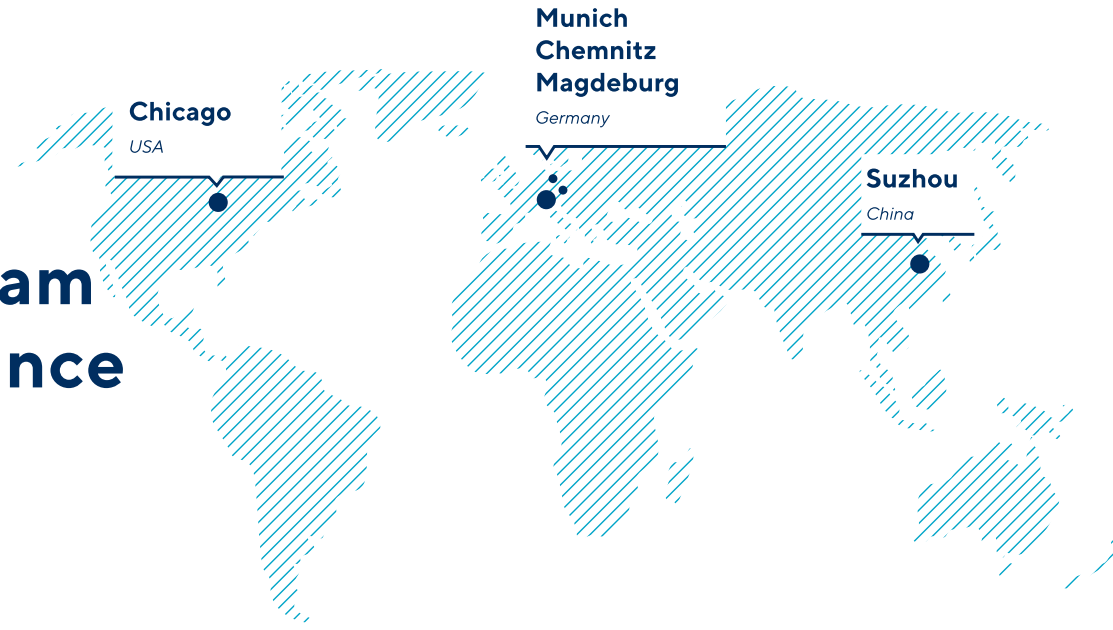 Munich
Chemnitz
Magdeburg
Germany
Chicago
USA
Suzhou
China
am
nce